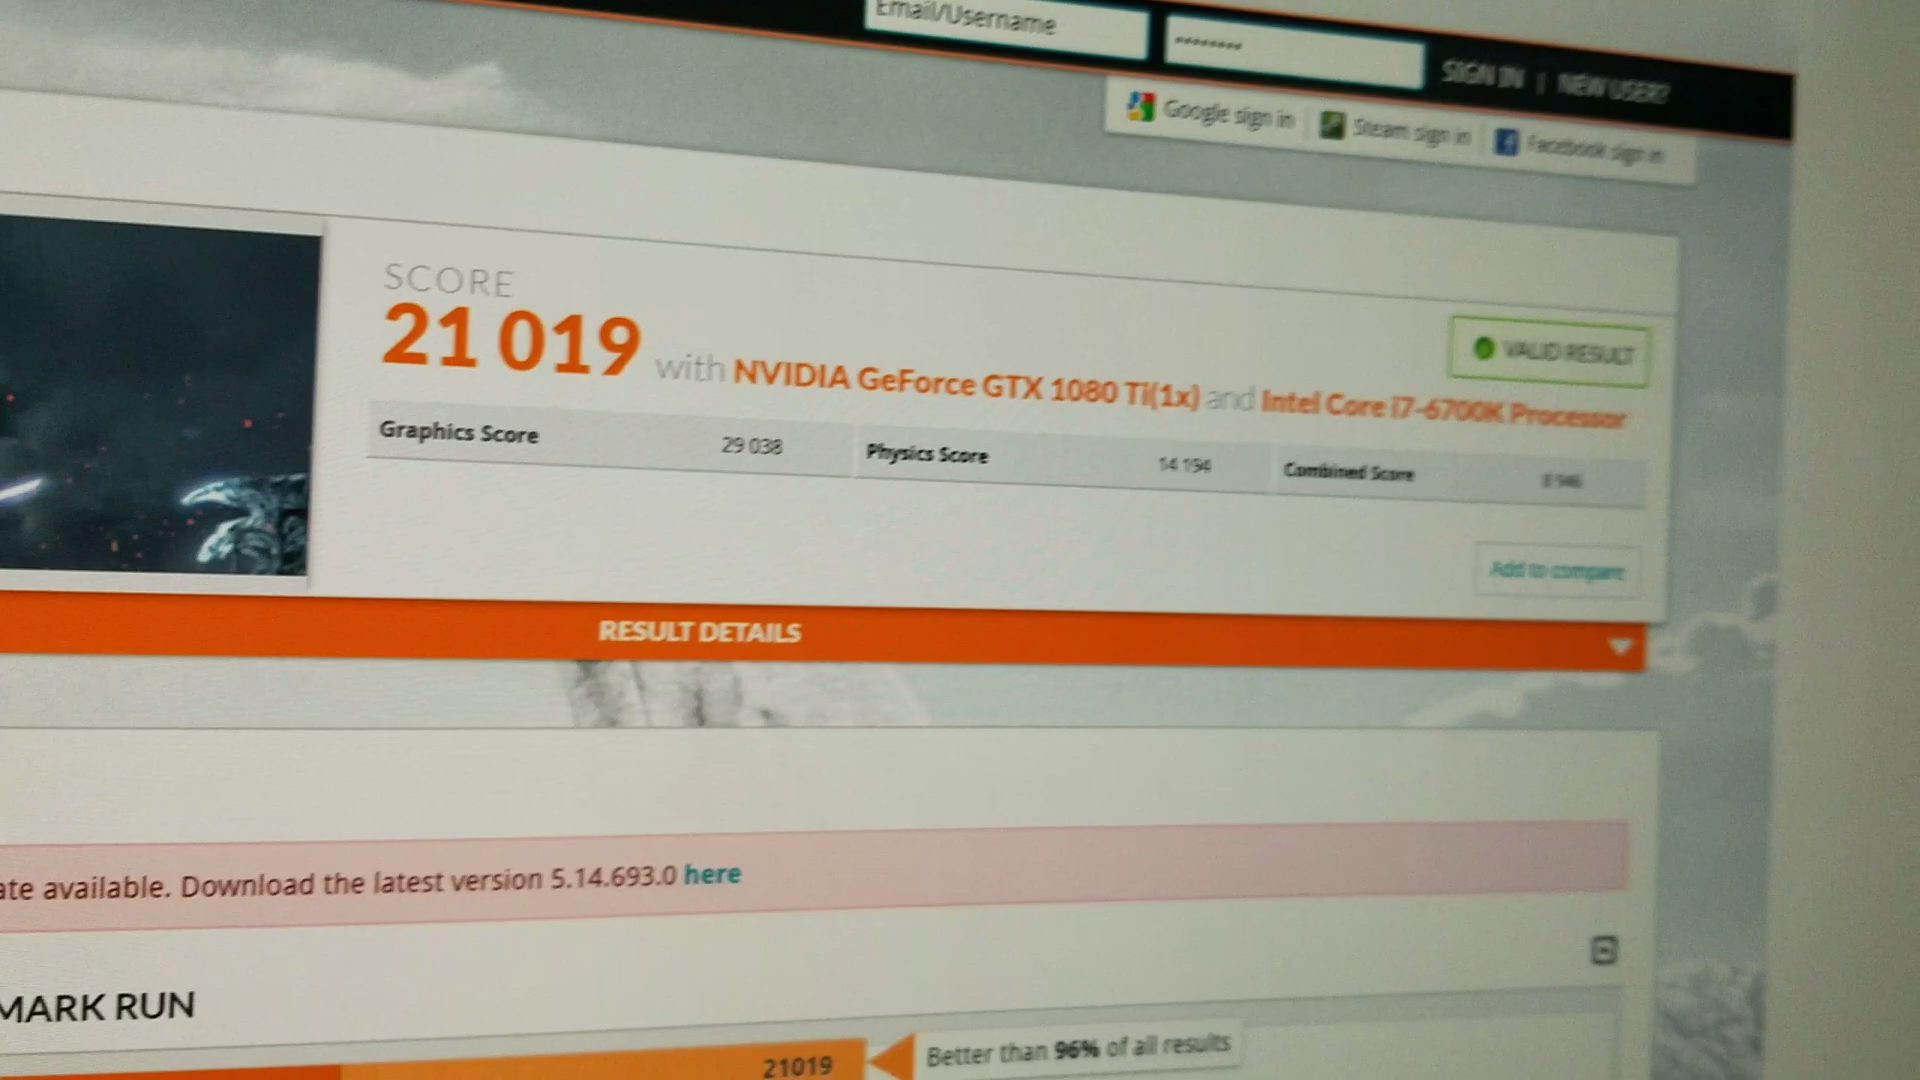 Email/Username
SIGN IN | NEW USER?
Google sign in
Steam sign in
Facebook sign in
SCORE
21 019 with NVIDIA GeForce GTX 1080 Ti(1x) and Intel Core i7-6700K Processor
VALID RESULT
Graphics Score 29 038
Physics Score 14 194
Combined Score
Add to compare
RESULT DETAILS
ate available. Download the latest version 5.14.693.0 here
MARK RUN
21019
Better than 96% of all results